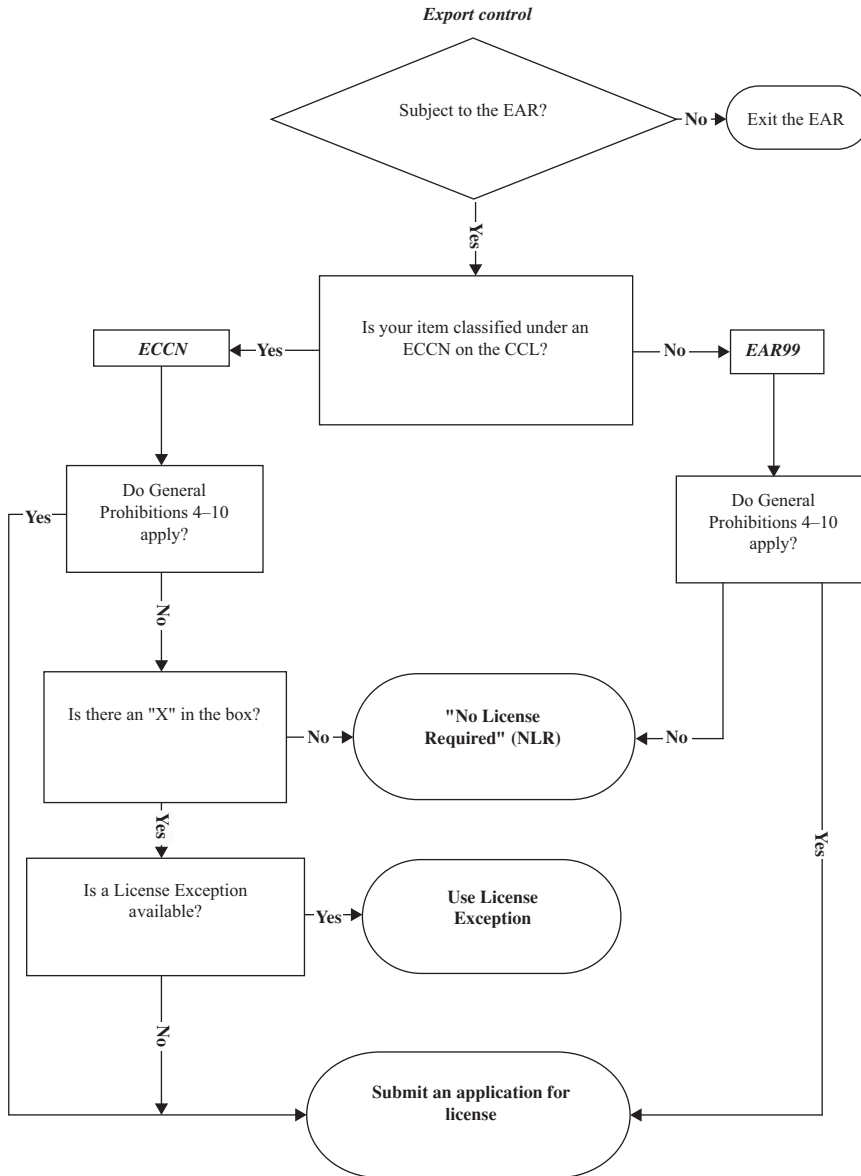 Export control
Subject to the EAR?
No
Exit the EAR
Yes
Is your item classified under an
ECCN on the CCL?
Yes
ECCN
No
EAR99
Do General
Prohibitions 4–10
apply?
Yes
No
Do General
Prohibitions 4–10
apply?
Is there an "X" in the box?
No
"No License
Required" (NLR)
No
Yes
Yes
Is a License Exception
available?
Yes
Use License
Exception
No
Submit an application for
license